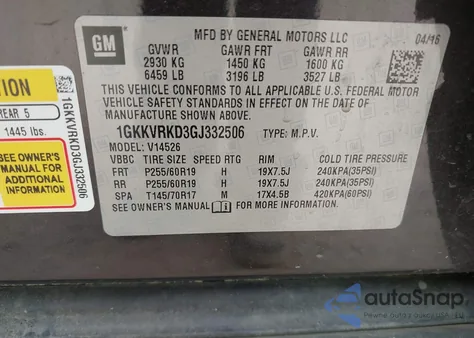 GM
MFD BY GENERAL MOTORS LLC
04/16
GVWR GAWR FRT GAWR RR
2930 KG 1450 KG 1600 KG
6459 LB 3196 LB 3527 LB
THIS VEHICLE CONFORMS TO ALL APPLICABLE U.S. FEDERAL MOTOR
VEHICLE SAFETY STANDARDS IN EFFECT ON THE DATE OF
MANUFACTURE SHOWN ABOVE.
1GKKVRKD3GJ332506 TYPE: M.P.V.
MODEL: V14526
VBBC TIRE SIZE SPEED RTG RIM COLD TIRE PRESSURE
FRT P255/60R19 H 19X7.5J 240KPA(35PSI)
RR P255/60R19 H 19X7.5J 240KPA(35PSI)
SPA T145/70R17 M 17X4.5B 420KPA(60PSI)
SEE OWNER'S MANUAL i FOR MORE INFORMATION.
TION
REAR 5
1445 lbs.
SEE OWNER'S
MANUAL FOR
ADDITIONAL
INFORMATION
1GKKVRKD3GJ332506
autoSnap